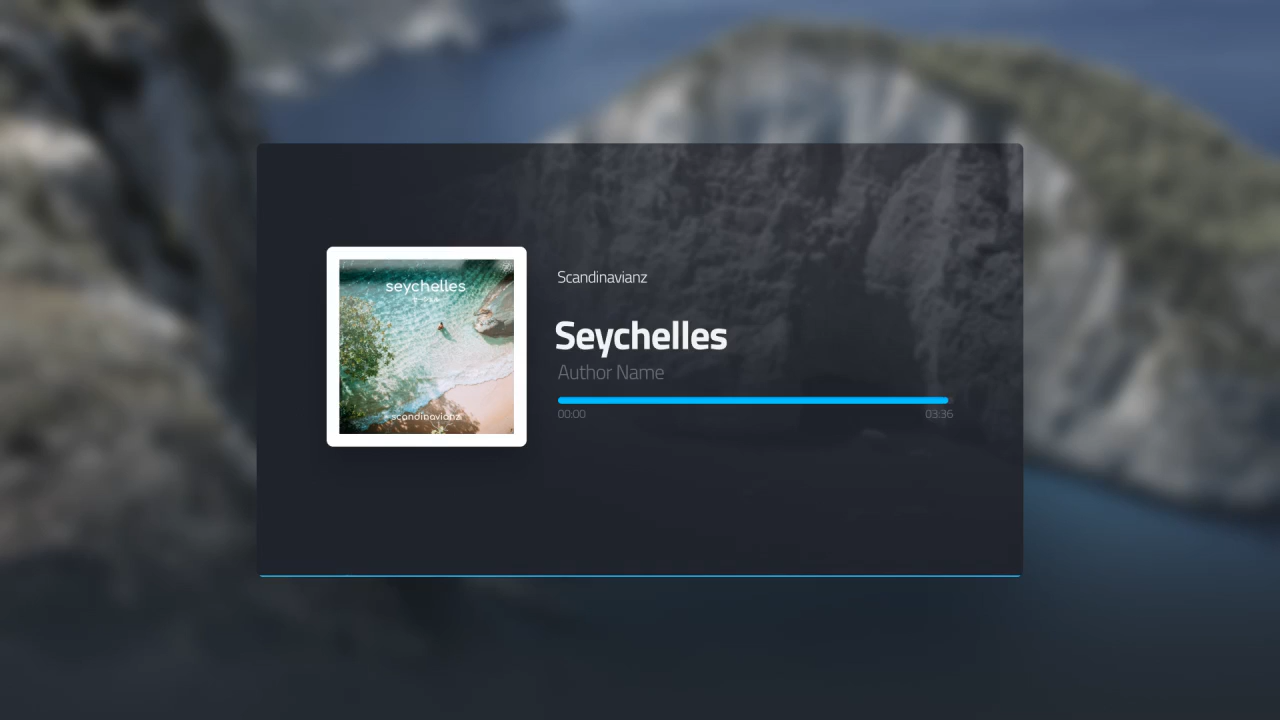 seychelles
scandinavianz
Scandinavianz
Seychelles
Author Name
00:00
03:36